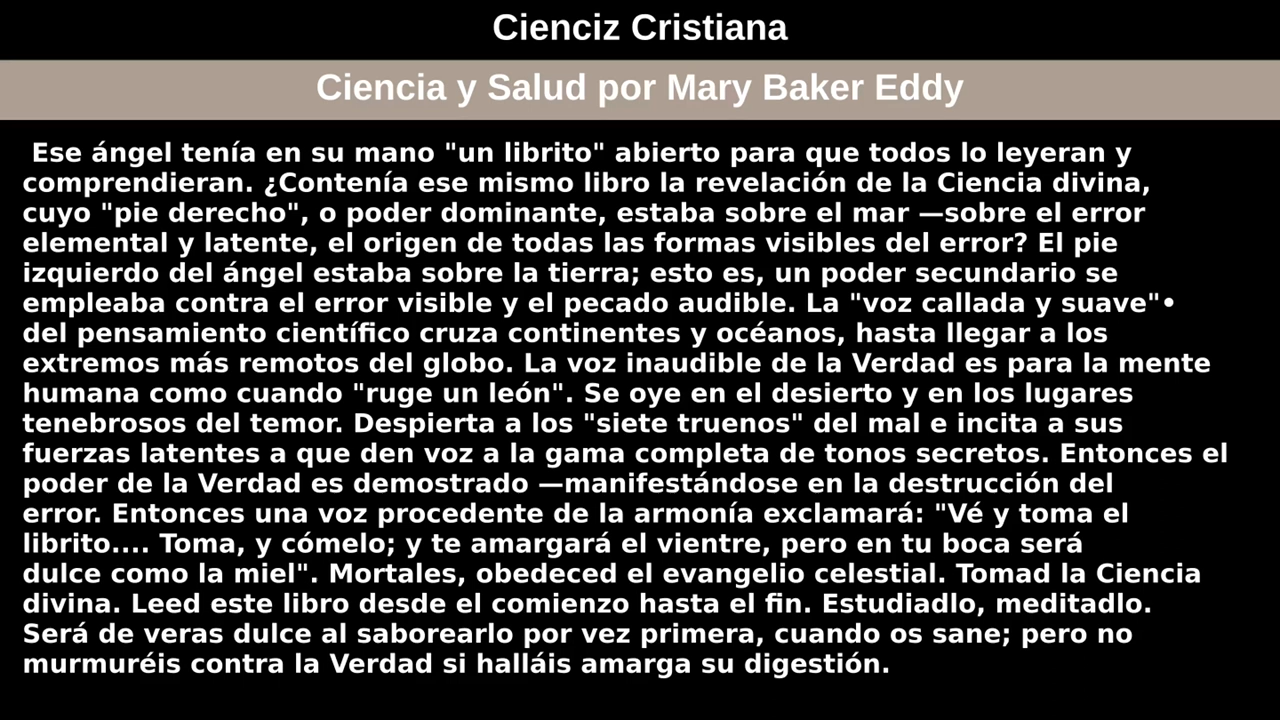 Cienciz Cristiana
Ciencia y Salud por Mary Baker Eddy
Ese ángel tenía en su mano "un librito" abierto para que todos lo leyeran y
comprendieran. ¿Contenía ese mismo libro la revelación de la Ciencia divina,
cuyo "pie derecho", o poder dominante, estaba sobre el mar —sobre el error
elemental y latente, el origen de todas las formas visibles del error? El pie
izquierdo del ángel estaba sobre la tierra; esto es, un poder secundario se
empleaba contra el error visible y el pecado audible. La "voz callada y suave"•
del pensamiento científico cruza continentes y océanos, hasta llegar a los
extremos más remotos del globo. La voz inaudible de la Verdad es para la mente
humana como cuando "ruge un león". Se oye en el desierto y en los lugares
tenebrosos del temor. Despierta a los "siete truenos" del mal e incita a sus
fuerzas latentes a que den voz a la gama completa de tonos secretos. Entonces el
poder de la Verdad es demostrado —manifestándose en la destrucción del
error. Entonces una voz procedente de la armonía exclamará: "Vé y toma el
librito.... Toma, y cómelo; y te amargará el vientre, pero en tu boca será
dulce como la miel". Mortales, obedeced el evangelio celestial. Tomad la Ciencia
divina. Leed este libro desde el comienzo hasta el fin. Estudiadlo, meditadlo.
Será de veras dulce al saborearlo por vez primera, cuando os sane; pero no
murmuréis contra la Verdad si halláis amarga su digestión.